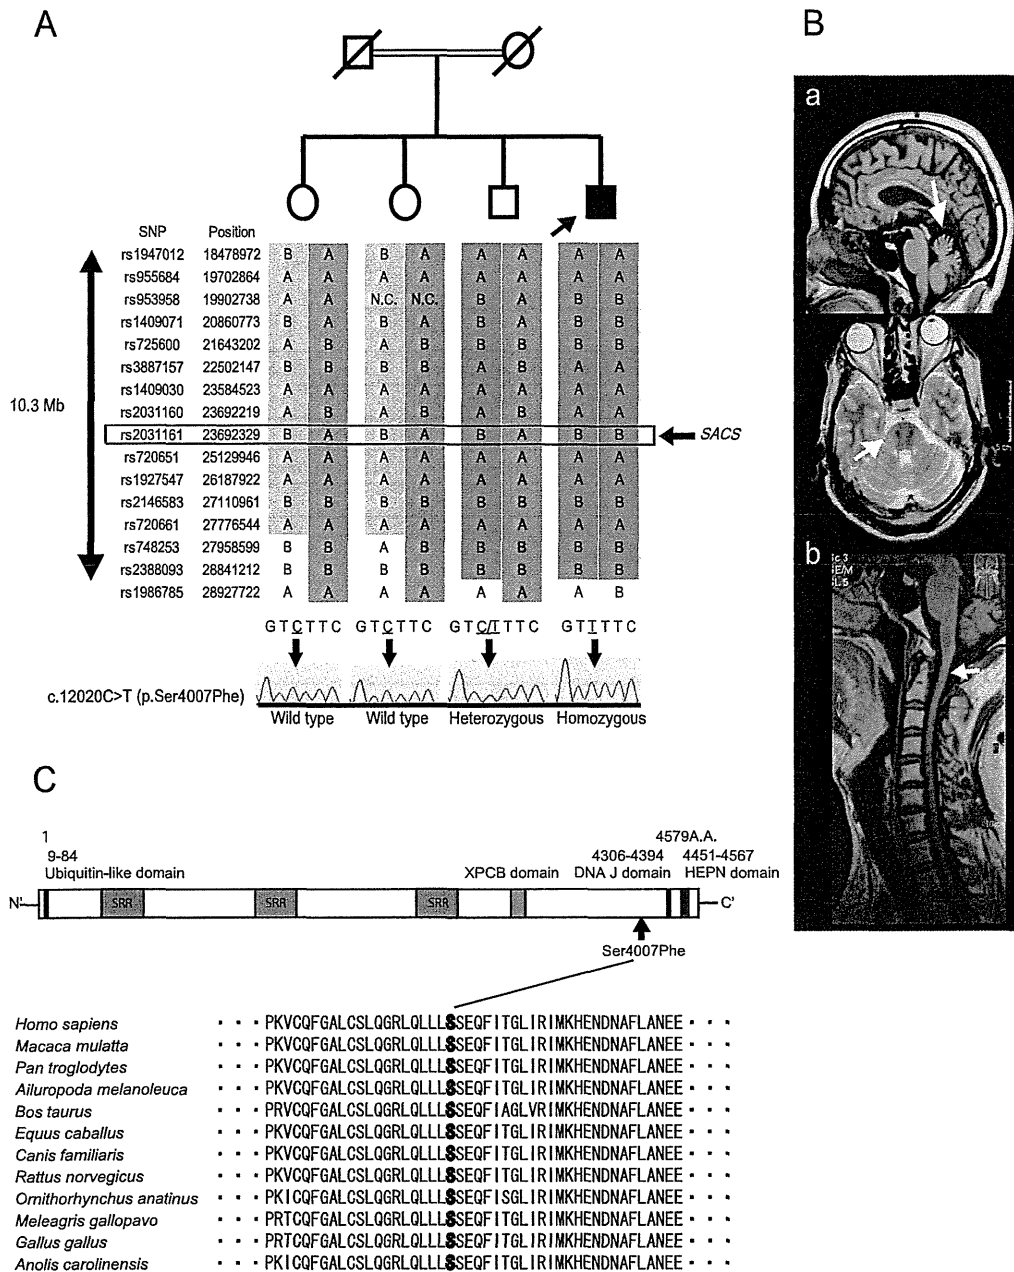 A
B
SNP Position
rs1947012 18478972 B A B A A A A A
rs955684 19702864 A A A A A A A A
rs953958 19902738 A A N.C. N.C. B A B B
rs1409071 20860773 B A B A B A B B
rs725600 21643202 A B A B B B B B
rs3887157 22502147 B B B B B A A A
rs1409030 23584523 A A A A A A A A
rs2031160 23692219 A B A B A B A A
rs2031161 23692329 B A B A B A B B
rs720651 25129946 A A A A A A A A
rs1927547 26187922 A A A A A A A A
rs2146583 27110961 B B B B B B B B
rs720661 27776544 A A A A A A A A
rs748253 27958599 B B A B B B B B
rs2388093 28841212 B B B B B A B B
rs1986785 28927722 A A A A A A A B
10.3 Mb
SACS
GTCTTC GTCTTC GTC/TTTC GTTTTC
c.12020C>T (p.Ser4007Phe)
Wild type Wild type Heterozygous Homozygous
a
b
c 3
E/M
L 5
C
1
4579A.A.
9-84 4306-4394 4451-4567
Ubiquitin-like domain XPCB domain DNA J domain HEPN domain
N' SRR SRR SRR C'
Ser4007Phe
Homo sapiens · · · PKVCQFGALCSLQGRLQLLLSSEQFITGLIRIMKHENDNAFLANEE · · ·
Macaca mulatta · · · PKVCQFGALCSLQGRLQLLLSSEQFITGLIRIMKHENDNAFLANEE · · ·
Pan troglodytes · · · PKVCQFGALCSLQGRLQLLLSSEQFITGLIRIMKHENDNAFLANEE · · ·
Ailuropoda melanoleuca · · · PKVCQFGALCSLQGRLQLLLSSEQFITGLIRIMKHENDNAFLANEE · · ·
Bos taurus · · · PRVCQFGALCSLQGRLQLLLSSEQFIAGLVRIMKHENDNAFLANEE · · ·
Equus caballus · · · PKVCQFGALCSLQGRLQLLLSSEQFITGLIRIMKHENDNAFLANEE · · ·
Canis familiaris · · · PKVCQFGALCSLQGRLQLLLSSEQFITGLIRIMKHENDNAFLANEE · · ·
Rattus norvegicus · · · PKVCQFGALCSLQGRLQLLLSSEQFITGLIRIMKHENDNAFLANEE · · ·
Ornithorhynchus anatinus · · · PKICQFGALCSLQGRLQLLLSSEQFISGLIRIMKHENDNAFLANEE · · ·
Meleagris gallopavo · · · PRTCQFGALCSLQGRLQLLLSSEQFITGLIRIMKHENDNAFLANEE · · ·
Gallus gallus · · · PRTCQFGALCSLQGRLQLLLSSEQFITGLIRIMKHENDNAFLANEE · · ·
Anolis carolinensis · · · PKICQFGALCSLQGRLQLLLSSEQFITGLIRIMKHENDNAFLANEE · · ·